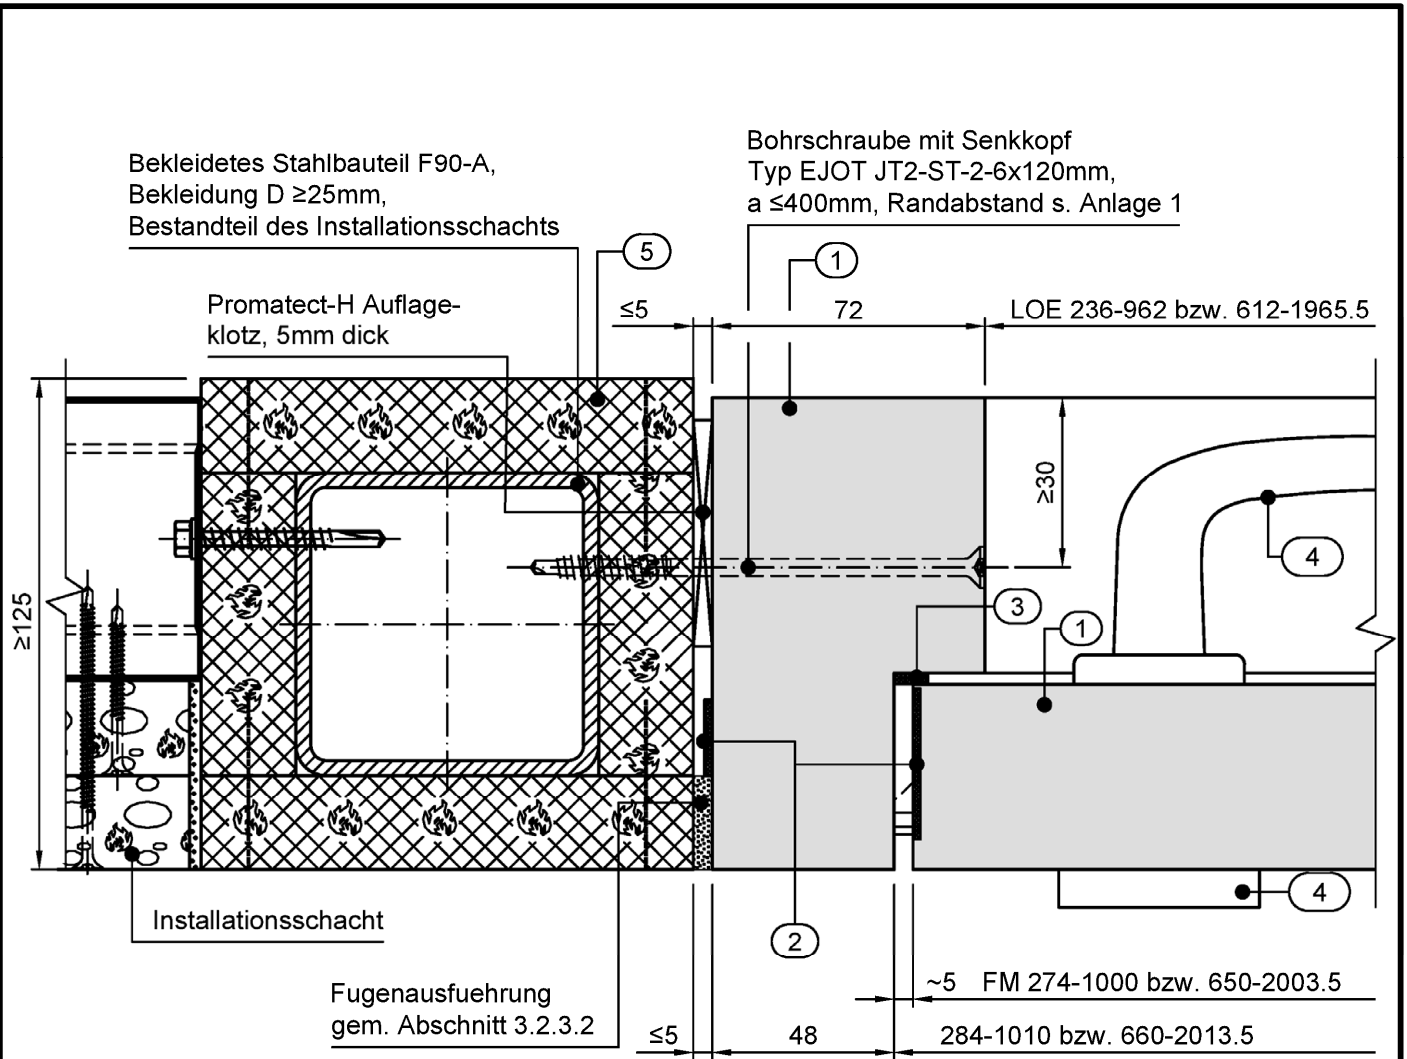 Bekleidetes Stahlbauteil F90-A,
Bekleidung D ≥25mm,
Bestandteil des Installationsschachts
Bohrschraube mit Senkkopf
Typ EJOT JT2-ST-2-6x120mm,
a ≤400mm, Randabstand s. Anlage 1
5
1
Promatect-H Auflage-
klotz, 5mm dick
≤5
72
LOE 236-962 bzw. 612-1965.5
≥30
4
≥125
3
1
4
Installationsschacht
2
Fugenausfuehrung
gem. Abschnitt 3.2.3.2
~5
FM 274-1000 bzw. 650-2003.5
≤5
48
284-1010 bzw. 660-2013.5